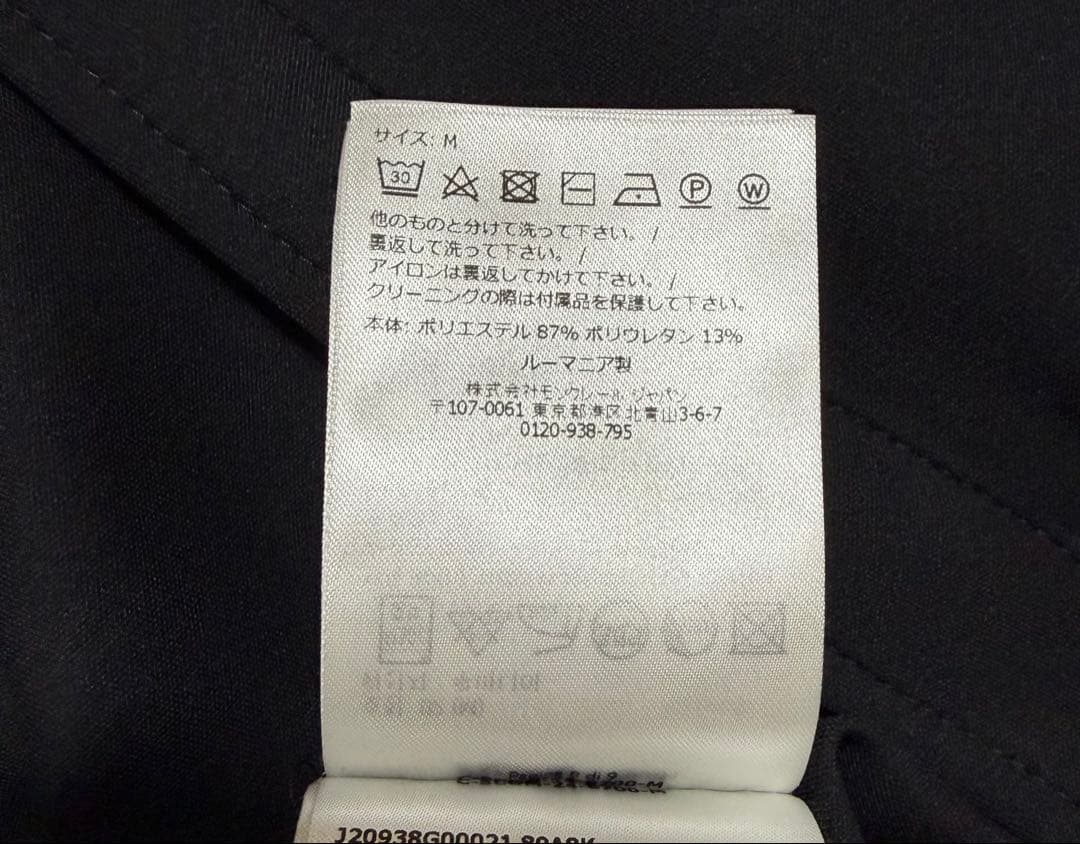 サイズ: M
30
P W
他のものと分けて洗って下さい。 /
裏返して洗って下さい。 /
アイロンは裏返してかけて下さい。 /
クリーニングの際は付属品を保護して下さい。
本体: ポリエステル 87% ポリウレタン 13%
ルーマニア製
株式会社モンクレール ジャパン
〒107-0061 東京都港区北青山3-6-7
0120-938-795
J20938G00021